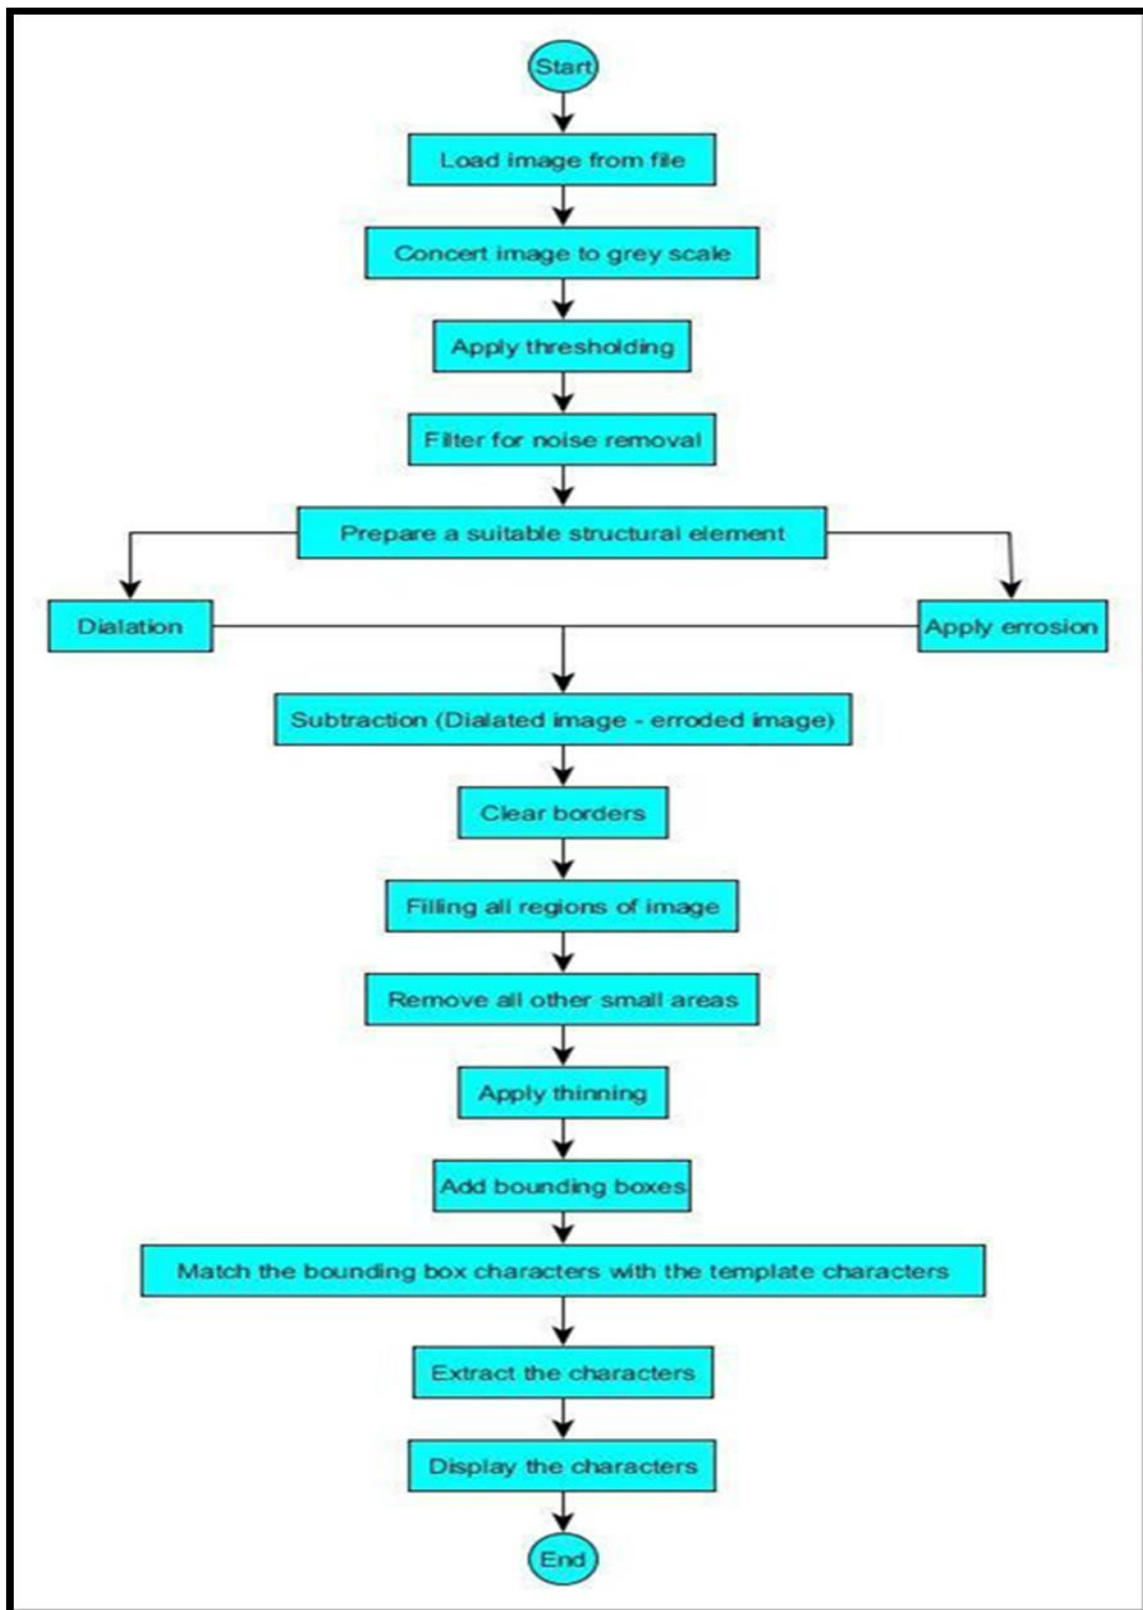 Start
Load image from file
Concert image to grey scale
Apply thresholding
Filter for noise removal
Prepare a suitable structural element
Dialation
Apply errosion
Subtraction (Dialated image - erroded image)
Clear borders
Filling all regions of image
Remove all other small areas
Apply thinning
Add bounding boxes
Match the bounding box characters with the template characters
Extract the characters
Display the characters
End